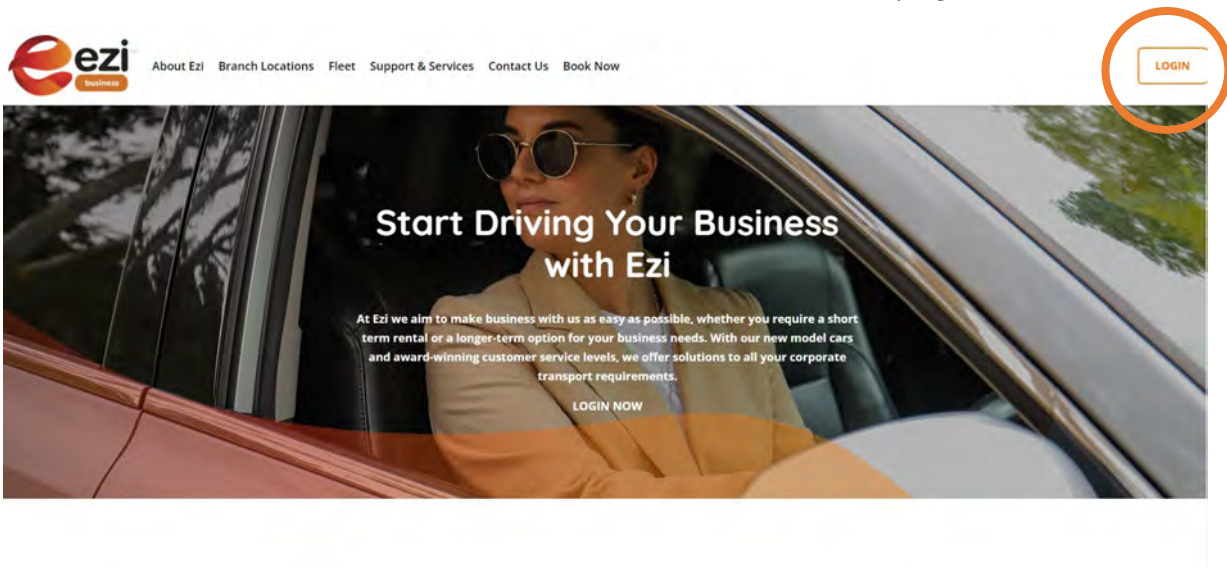 ezi
business
About Ezi Branch Locations Fleet Support & Services Contact Us Book Now
LOGIN
Start Driving Your Business
with Ezi
At Ezi we aim to make business with us as easy as possible, whether you require a short
term rental or a longer-term option for your business needs. With our new model cars
and award-winning customer service levels, we offer solutions to all your corporate
transport requirements.
LOGIN NOW